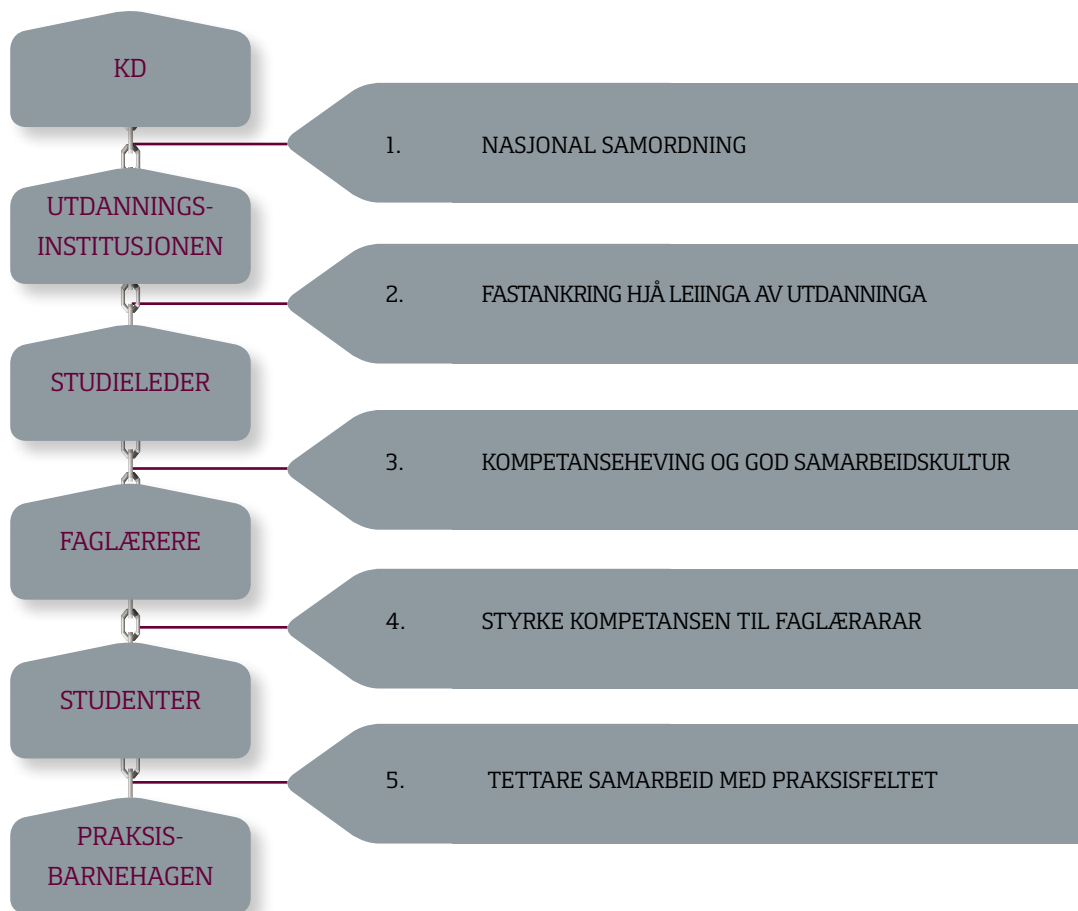 KD
1. NASJONAL SAMORDNING
UTDANNINGS-
INSTITUSJONEN
2. FASTANKRING HJÅ LEIINGA AV UTDANNINGA
STUDIELEDER
3. KOMPETANSEHEVING OG GOD SAMARBEIDSKULTUR
FAGLÆRERE
4. STYRKE KOMPETANSEN TIL FAGLÆRARAR
STUDENTER
5. TETTARE SAMARBEID MED PRAKSISFELTET
PRAKSIS-
BARNEHAGEN